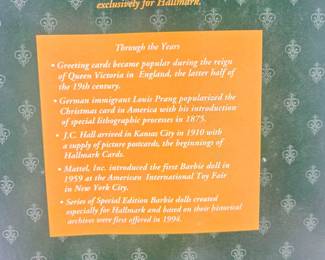 exclusively for Hallmark.
Through the Years
• Greeting cards became popular during the reign
of Queen Victoria in England, the latter half of
the 19th century.
• German immigrant Louis Prang popularized the
Christmas card in America with his introduction
of special lithographic processes in 1875.
• J.C. Hall arrived in Kansas City in 1910 with
a supply of picture postcards, the beginnings of
Hallmark Cards.
• Mattel, Inc. introduced the first Barbie doll in
1959 at the American International Toy Fair
in New York City.
• Series of Special Edition Barbie dolls created
especially for Hallmark and based on their historical
archives were first offered in 1994.